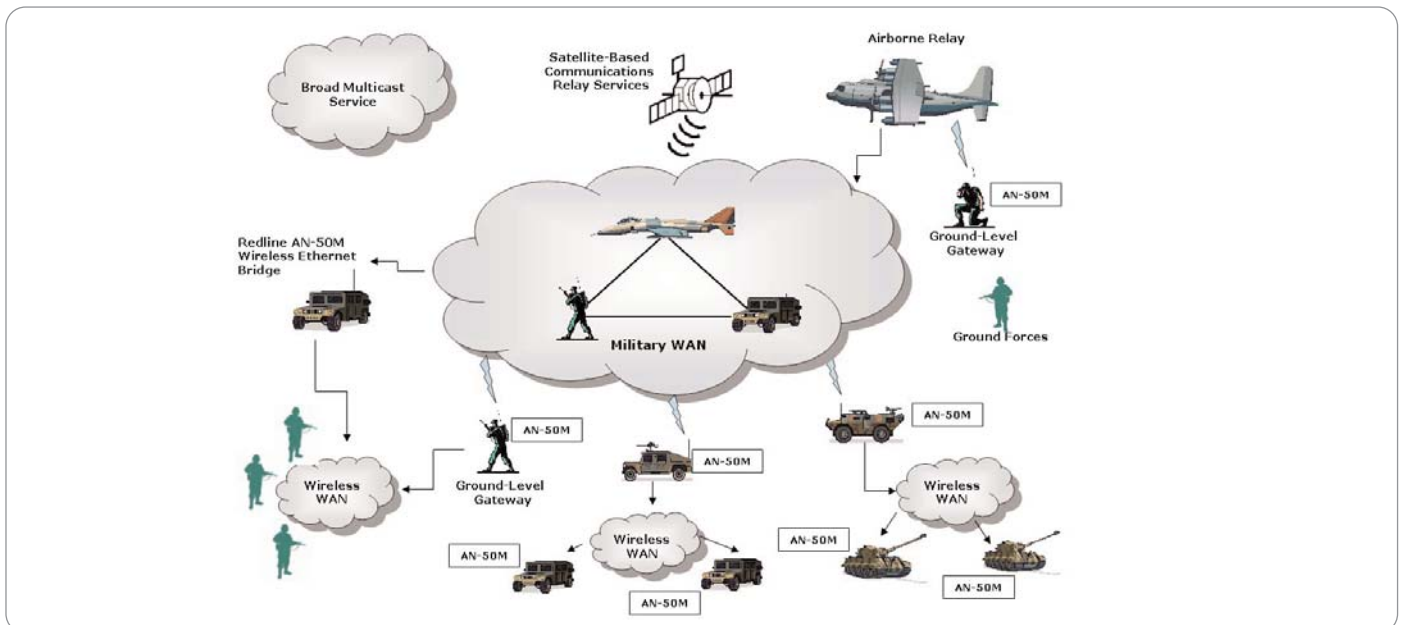 Broad Multicast
Service
Satellite-Based
Communications
Relay Services
Airborne Relay
AN-50M
Ground-Level
Gateway
Redline AN-50M
Wireless Ethernet
Bridge
Military WAN
Ground Forces
AN-50M
Ground-Level
Gateway
Wireless
WAN
AN-50M
Wireless
WAN
AN-50M
AN-50M
AN-50M
Wireless
WAN
AN-50M
AN-50M